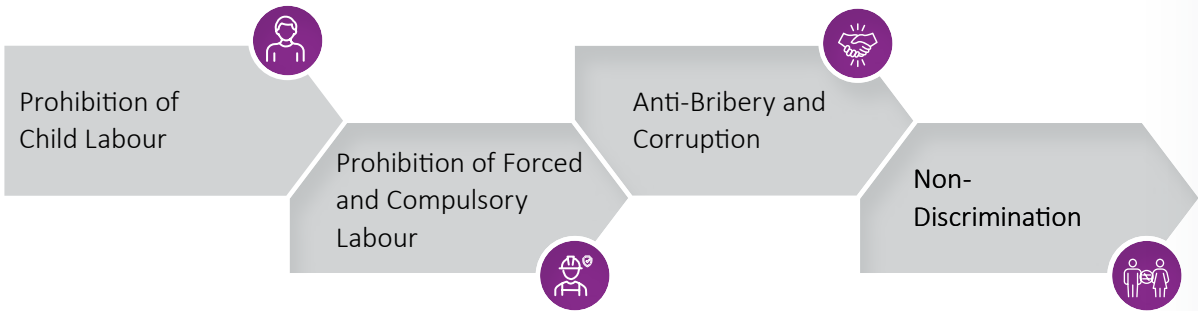 Prohibition of
Child Labour
Prohibition of Forced
and Compulsory
Labour
Anti-Bribery and
Corruption
Non-
Discrimination